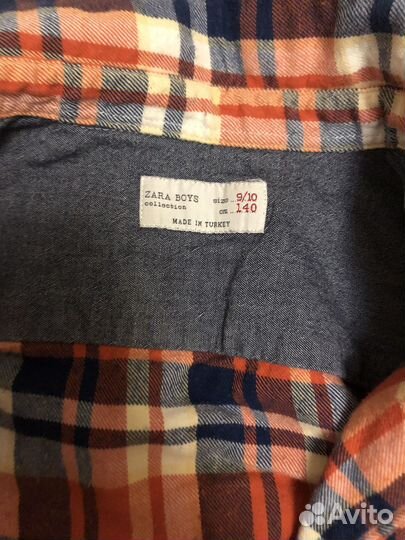 ZARA BOYS size .. 9/10
collection cm .. 140
MADE IN TURKEY
Avito